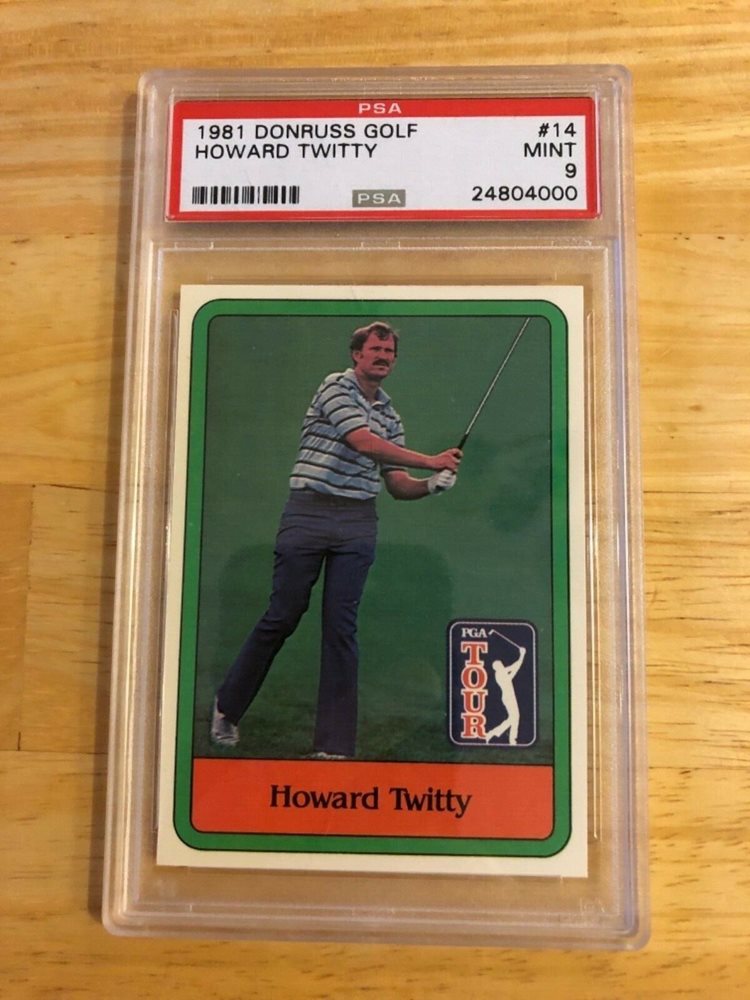 PSA
1981 DONRUSS GOLF #14
HOWARD TWITTY MINT
9
PSA 24804000
PGA
TOUR
Howard Twitty